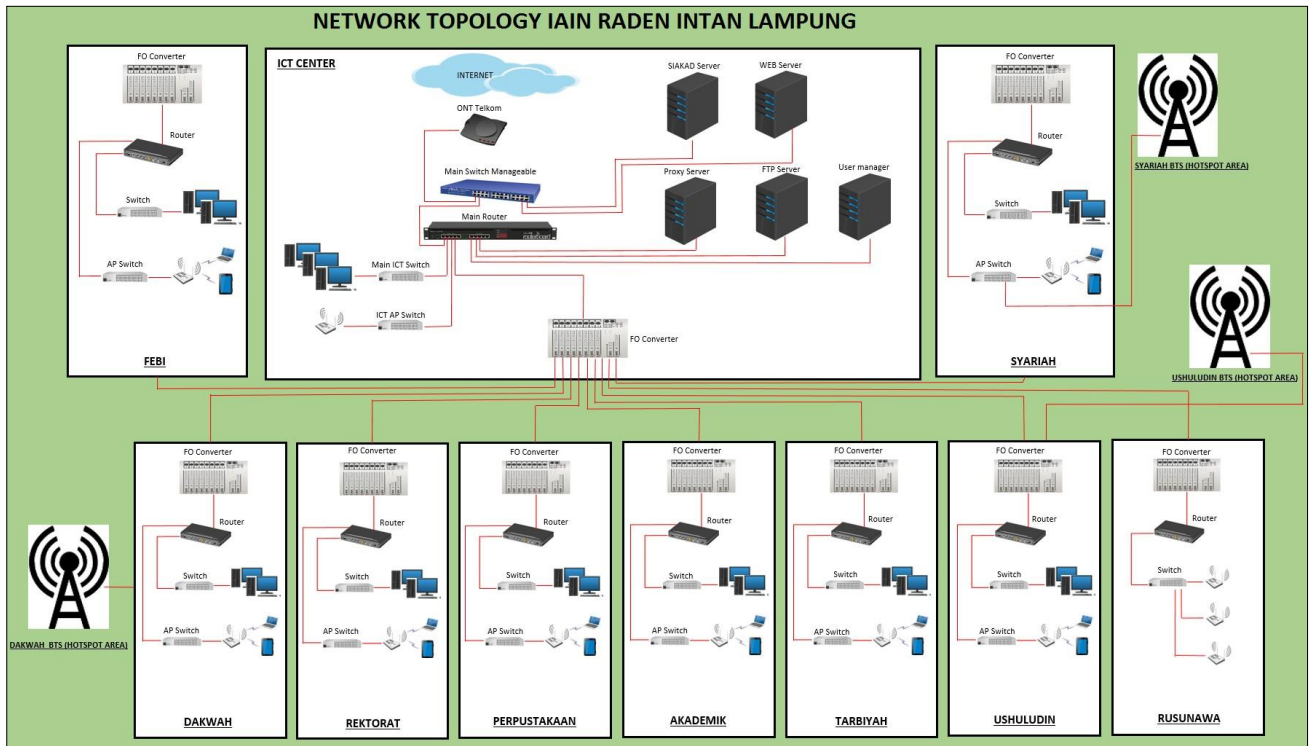 NETWORK TOPOLOGY IAIN RADEN INTAN LAMPUNG
FO Converter
Router
Switch
AP Switch
FEBI
ICT CENTER
INTERNET
ONT Telkom
Main Switch Manageable
Main Router
Main ICT Switch
ICT AP Switch
SIAKAD Server
WEB Server
Proxy Server
FTP Server
User manager
FO Converter
FO Converter
Router
Switch
AP Switch
SYARIAH
SYARIAH BTS (HOTSPOT AREA)
USHULUDIN BTS (HOTSPOT AREA)
DAKWAH BTS (HOTSPOT AREA)
FO Converter
Router
Switch
AP Switch
DAKWAH
FO Converter
Router
Switch
AP Switch
REKTORAT
FO Converter
Router
Switch
AP Switch
PERPUSTAKAAN
FO Converter
Router
Switch
AP Switch
AKADEMIK
FO Converter
Router
Switch
AP Switch
TARBIYAH
FO Converter
Router
Switch
AP Switch
USHULUDIN
FO Converter
Router
Switch
RUSUNAWA